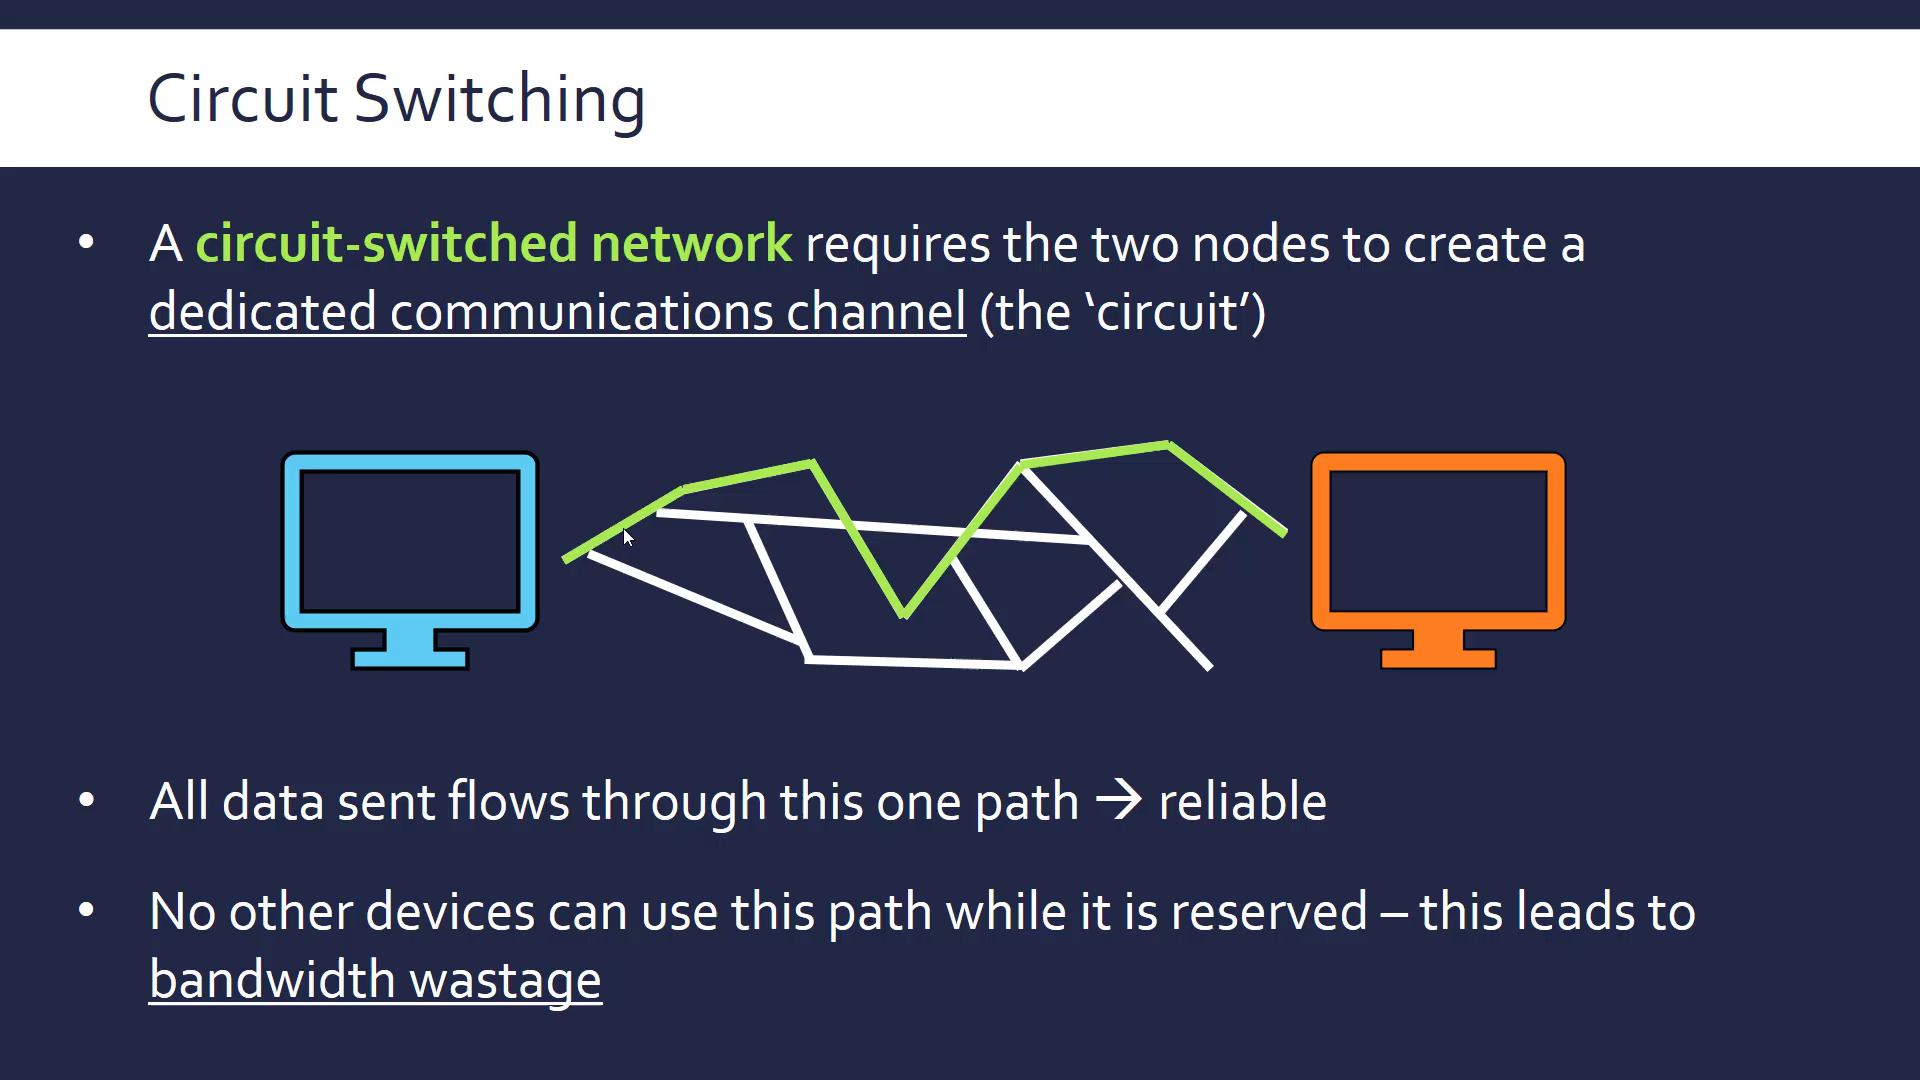 Circuit Switching
• A circuit-switched network requires the two nodes to create a
dedicated communications channel (the ‘circuit’)
• All data sent flows through this one path → reliable
• No other devices can use this path while it is reserved – this leads to
bandwidth wastage